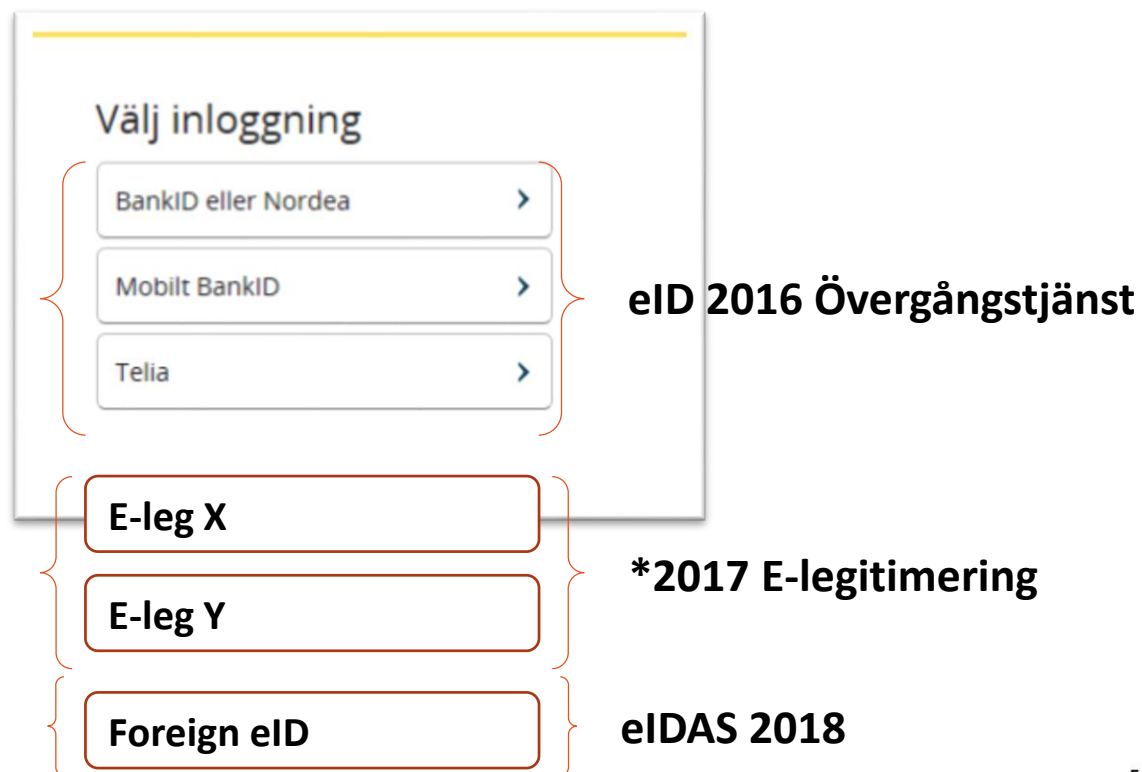 Välj inloggning
BankID eller Nordea
Mobilt BankID
eID 2016 Övergångstjänst
Telia
E-leg X
*2017 E-legitimering
E-leg Y
Foreign eID
eIDAS 2018